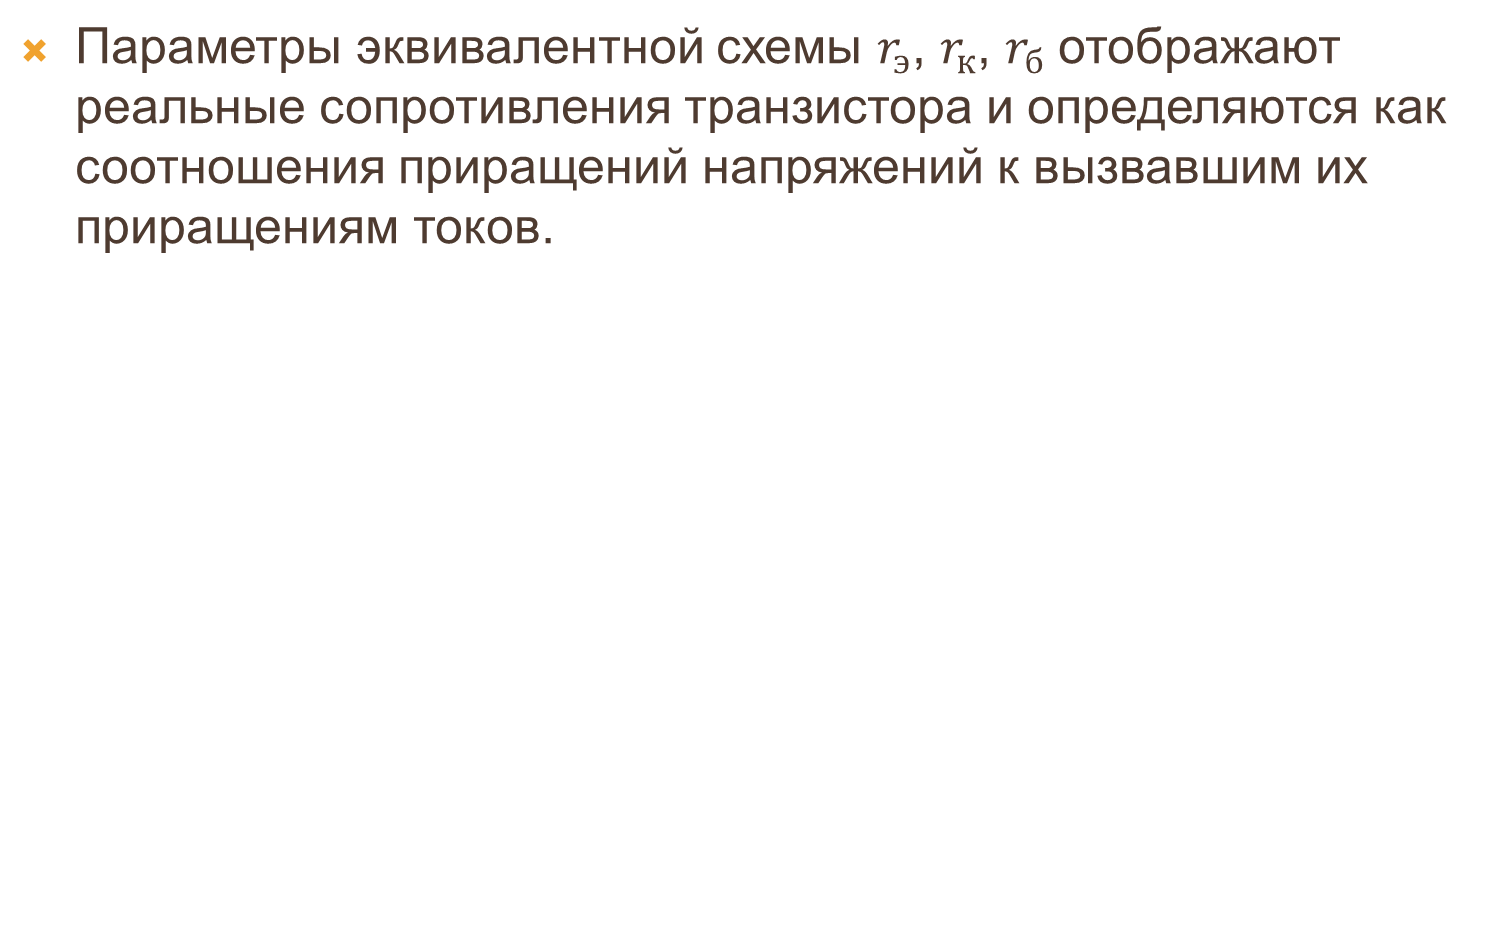 Параметры эквивалентной схемы rэ, rк, rб отображают
реальные сопротивления транзистора и определяются как
соотношения приращений напряжений к вызвавшим их
приращениям токов.